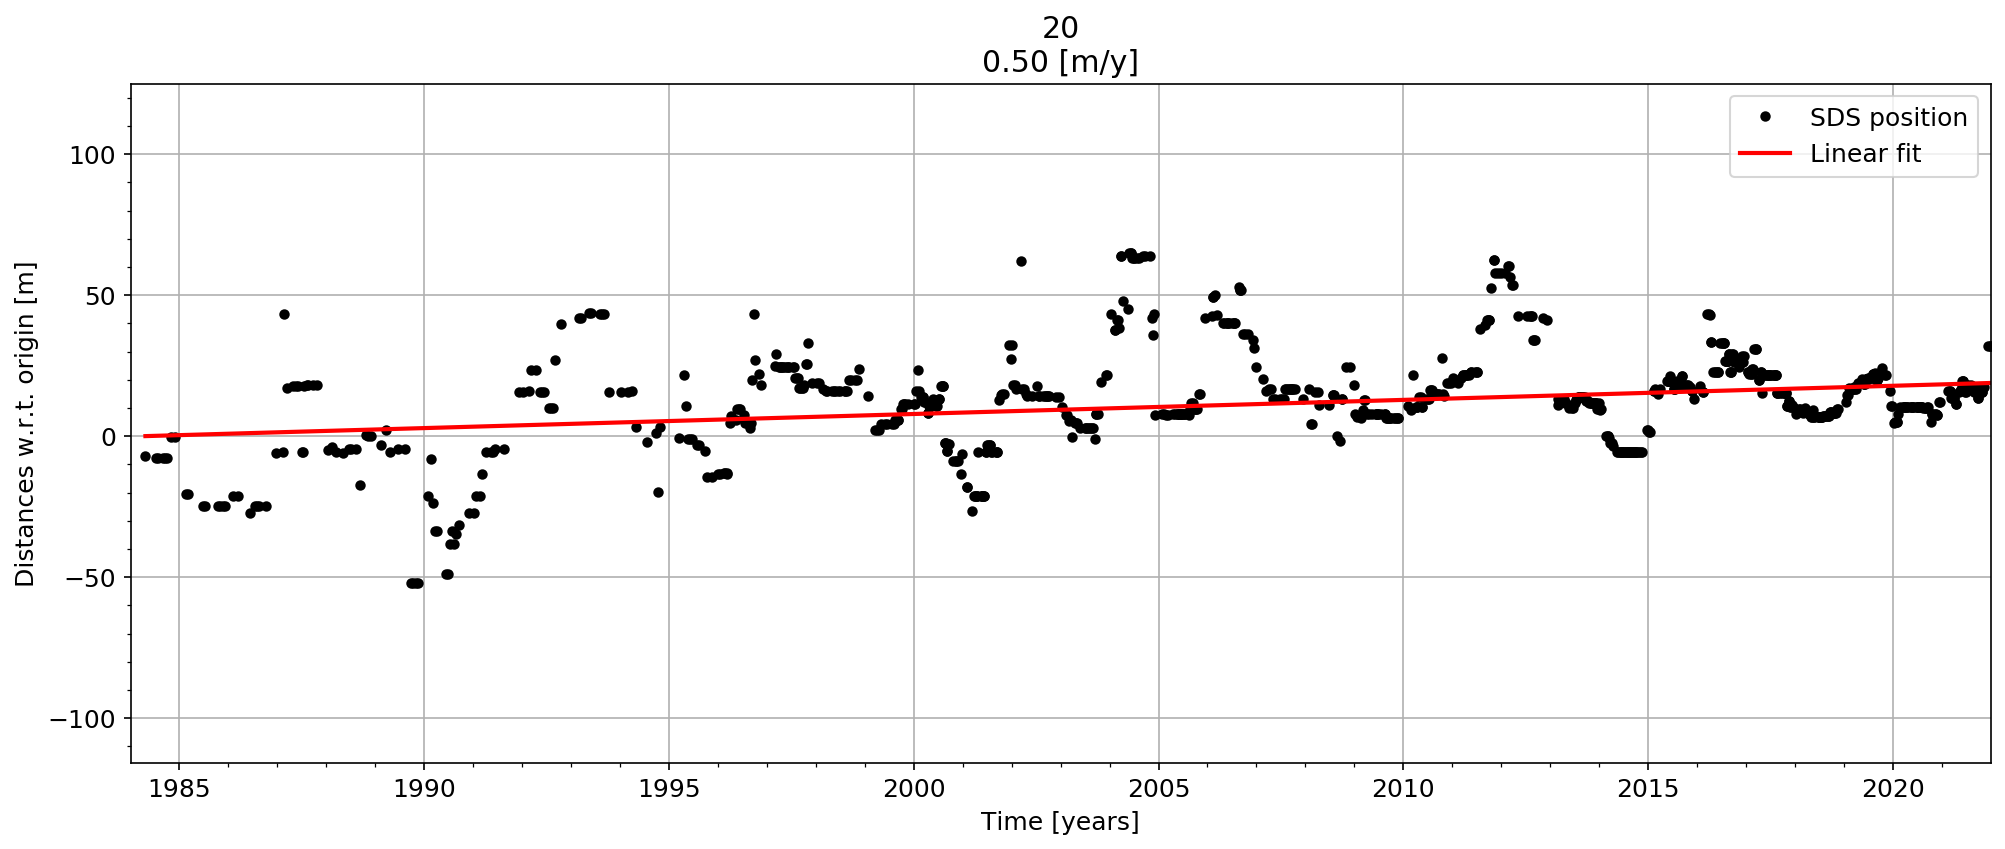 20
0.50 [m/y]
SDS position
Linear fit
Distances w.r.t. origin [m]
100
50
0
−50
−100
1985 1990 1995 2000 2005 2010 2015 2020
Time [years]